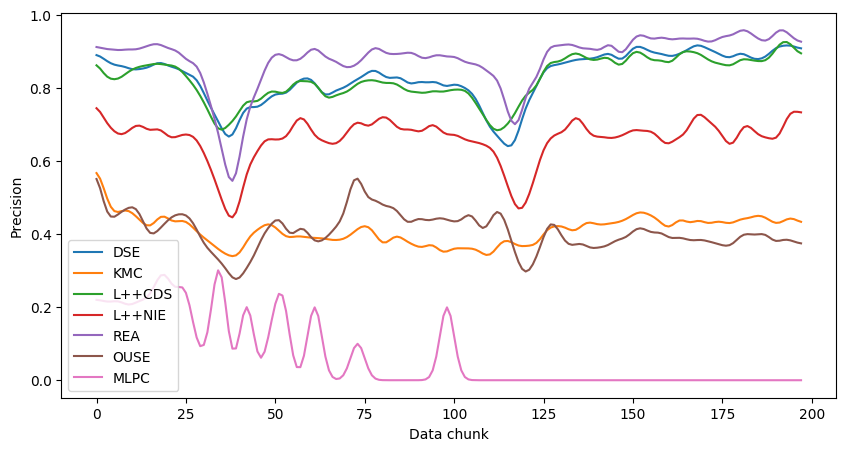 1.0
0.8
0.6
0.4
0.2
0.0
Precision
DSE
KMC
L++CDS
L++NIE
REA
OUSE
MLPC
0 25 50 75 100 125 150 175 200
Data chunk